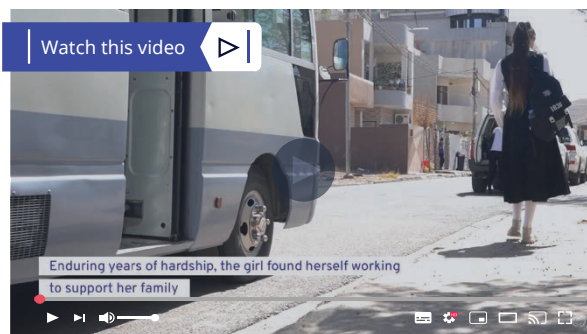 Watch this video
Enduring years of hardship, the girl found herself working
to support her family